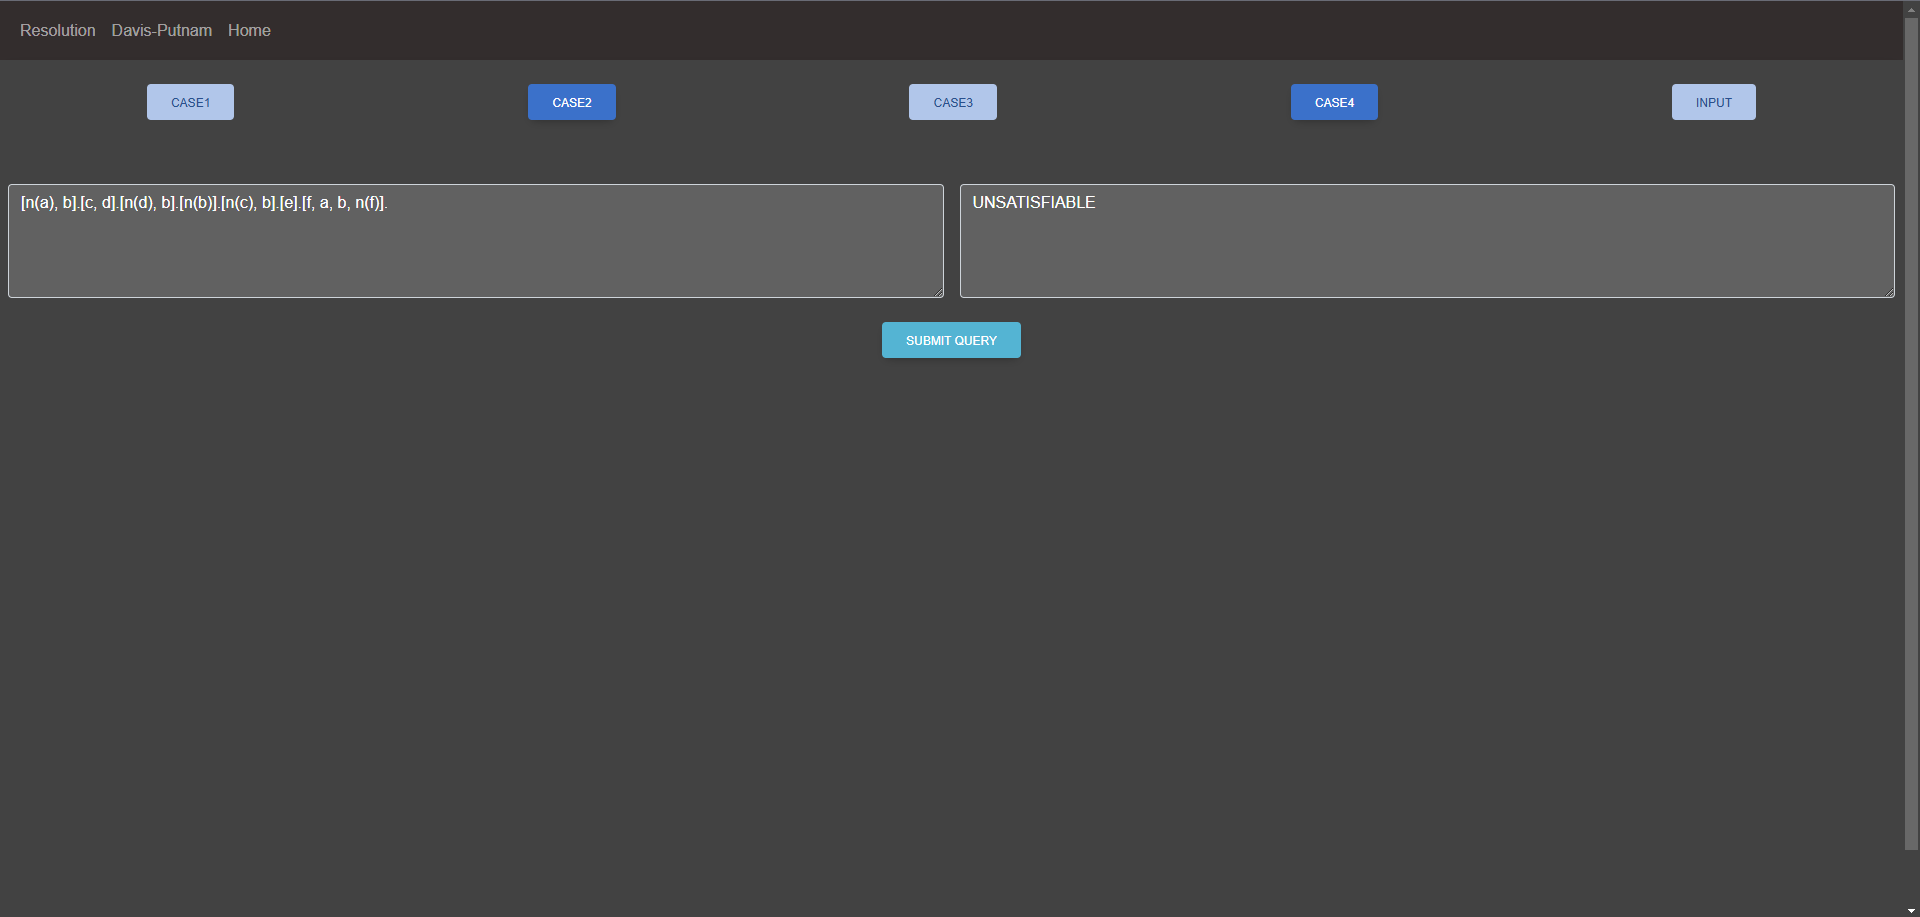 Resolution Davis-Putnam Home
CASE1 CASE2 CASE3 CASE4 INPUT
[n(a), b].[c, d].[n(d), b].[n(b)].[n(c), b].[e].[f, a, b, n(f)].
UNSATISFIABLE
SUBMIT QUERY